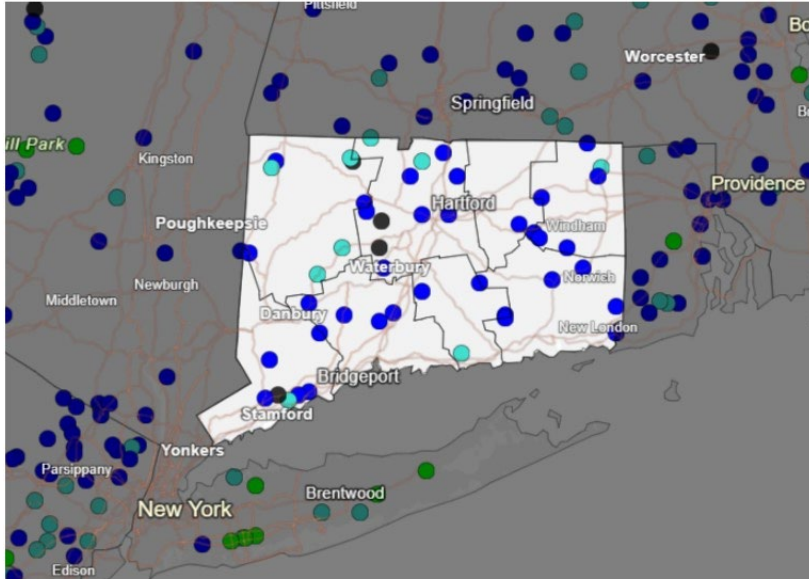 Pittsfield
Bo
Worcester
Springfield
ill Park
Kingston
Providence
Poughkeepsie
Hartford
Windham
Waterbury
Newburgh
Norwich
Middletown
Danbury
New London
Bridgeport
Stamford
Yonkers
Parsippany
Brentwood
New York
Edison